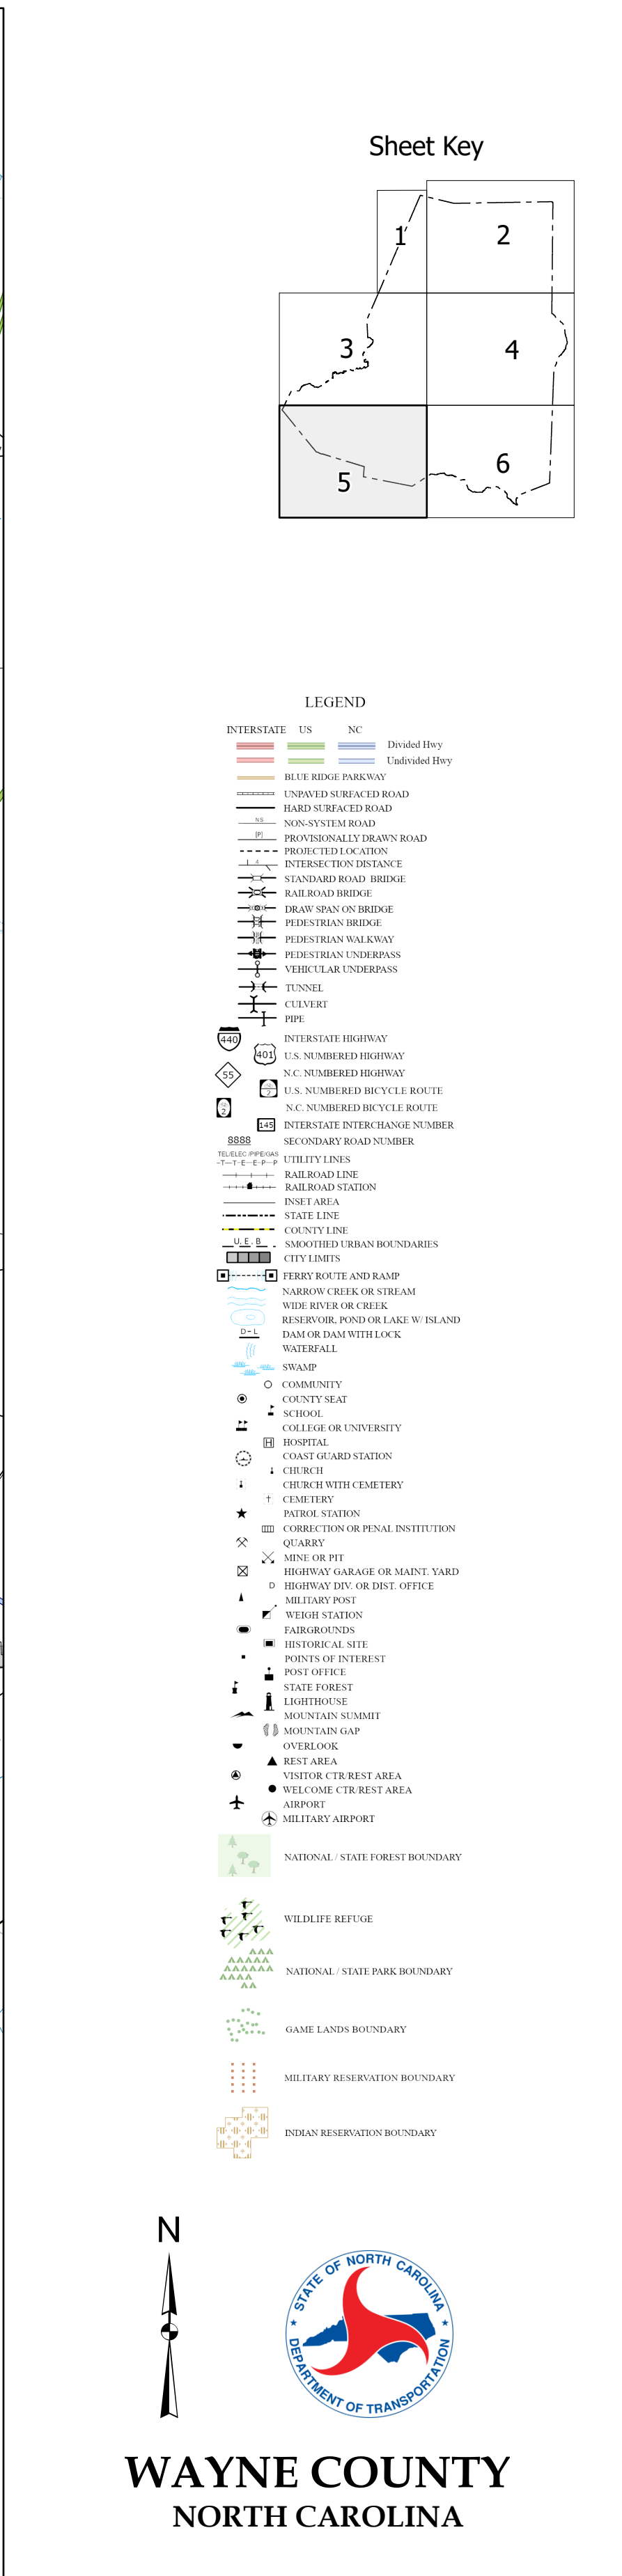 Sheet Key
1
2
3
4
5
6
LEGEND
INTERSTATE US NC
Divided Hwy
Undivided Hwy
BLUE RIDGE PARKWAY
UNPAVED SURFACED ROAD
HARD SURFACED ROAD
NS NON-SYSTEM ROAD
[P] PROVISIONALLY DRAWN ROAD
PROJECTED LOCATION
.4 INTERSECTION DISTANCE
STANDARD ROAD BRIDGE
RAILROAD BRIDGE
DRAW SPAN ON BRIDGE
PEDESTRIAN BRIDGE
PEDESTRIAN WALKWAY
PEDESTRIAN UNDERPASS
VEHICULAR UNDERPASS
TUNNEL
CULVERT
PIPE
440 INTERSTATE HIGHWAY
401 U.S. NUMBERED HIGHWAY
55 N.C. NUMBERED HIGHWAY
2 U.S. NUMBERED BICYCLE ROUTE
2 N.C. NUMBERED BICYCLE ROUTE
145 INTERSTATE INTERCHANGE NUMBER
8888 SECONDARY ROAD NUMBER
TEL/ELEC /PIPE/GAS
–T—T–E—E–P—P UTILITY LINES
RAILROAD LINE
RAILROAD STATION
INSET AREA
STATE LINE
COUNTY LINE
U. E. B SMOOTHED URBAN BOUNDARIES
CITY LIMITS
FERRY ROUTE AND RAMP
NARROW CREEK OR STREAM
WIDE RIVER OR CREEK
RESERVOIR, POND OR LAKE W/ ISLAND
D–L DAM OR DAM WITH LOCK
WATERFALL
SWAMP
COMMUNITY
COUNTY SEAT
SCHOOL
COLLEGE OR UNIVERSITY
H HOSPITAL
COAST GUARD STATION
CHURCH
CHURCH WITH CEMETERY
CEMETERY
PATROL STATION
CORRECTION OR PENAL INSTITUTION
QUARRY
MINE OR PIT
HIGHWAY GARAGE OR MAINT. YARD
D HIGHWAY DIV. OR DIST. OFFICE
MILITARY POST
WEIGH STATION
FAIRGROUNDS
HISTORICAL SITE
POINTS OF INTEREST
POST OFFICE
STATE FOREST
LIGHTHOUSE
MOUNTAIN SUMMIT
MOUNTAIN GAP
OVERLOOK
REST AREA
VISITOR CTR/REST AREA
WELCOME CTR/REST AREA
AIRPORT
MILITARY AIRPORT
NATIONAL / STATE FOREST BOUNDARY
WILDLIFE REFUGE
NATIONAL / STATE PARK BOUNDARY
GAME LANDS BOUNDARY
MILITARY RESERVATION BOUNDARY
INDIAN RESERVATION BOUNDARY
N
STATE OF NORTH CAROLINA
DEPARTMENT OF TRANSPORTATION
WAYNE COUNTY
NORTH CAROLINA